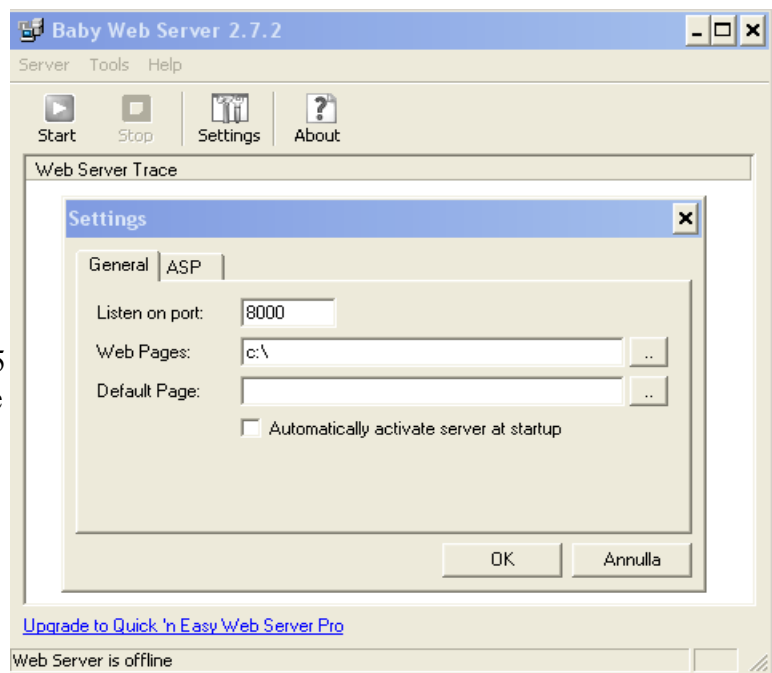 Baby Web Server 2.7.2
Server Tools Help
Start Stop Settings About
Web Server Trace
Settings
General ASP
Listen on port: 8000
Web Pages: c:\ ..
Default Page: ..
Automatically activate server at startup
OK Annulla
Upgrade to Quick 'n Easy Web Server Pro
Web Server is offline